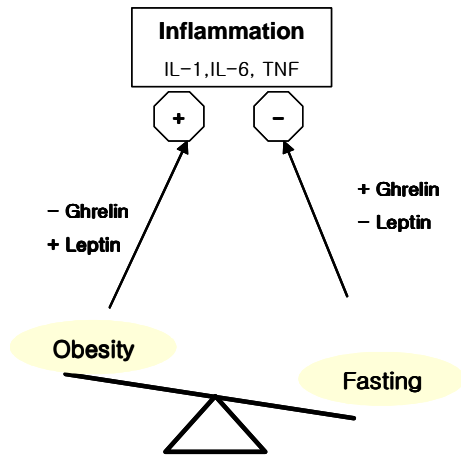 Inflammation
IL-1,IL-6, TNF
+
-
- Ghrelin
+ Leptin
+ Ghrelin
- Leptin
Obesity
Fasting